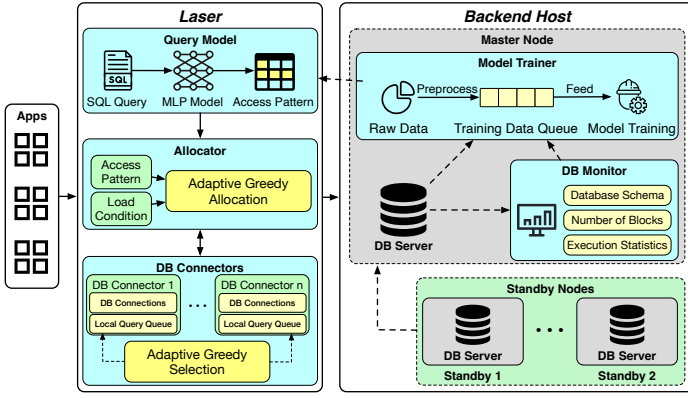 Laser
Query Model
SQL
SQL Query
MLP Model
Access Pattern
Apps
Allocator
Access
Pattern
Load
Condition
Adaptive Greedy
Allocation
DB Connectors
DB Connector 1
DB Connections
Local Query Queue
DB Connector n
DB Connections
Local Query Queue
Adaptive Greedy
Selection
Backend Host
Master Node
Model Trainer
Preprocess
Feed
Raw Data
Training Data Queue
Model Training
DB Server
DB Monitor
Database Schema
Number of Blocks
Execution Statistics
Standby Nodes
DB Server
Standby 1
DB Server
Standby 2